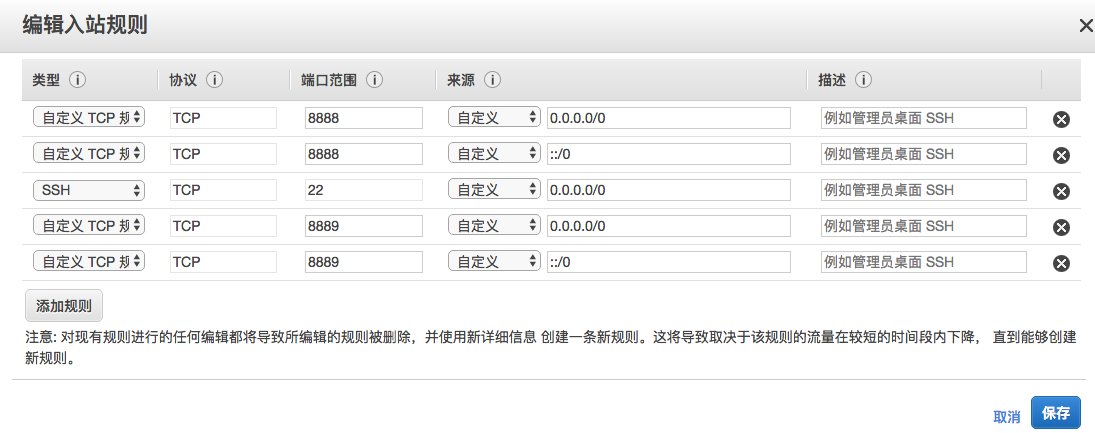 编辑入站规则
类型 协议 端口范围 来源 描述
自定义 TCP 规 TCP 8888 自定义 0.0.0.0/0 例如管理员桌面 SSH
自定义 TCP 规 TCP 8888 自定义 ::/0 例如管理员桌面 SSH
SSH TCP 22 自定义 0.0.0.0/0 例如管理员桌面 SSH
自定义 TCP 规 TCP 8889 自定义 0.0.0.0/0 例如管理员桌面 SSH
自定义 TCP 规 TCP 8889 自定义 ::/0 例如管理员桌面 SSH
添加规则
注意: 对现有规则进行的任何编辑都将导致所编辑的规则被删除，并使用新详细信息 创建一条新规则。这将导致取决于该规则的流量在较短的时间段内下降， 直到能够创建
新规则。
取消 保存